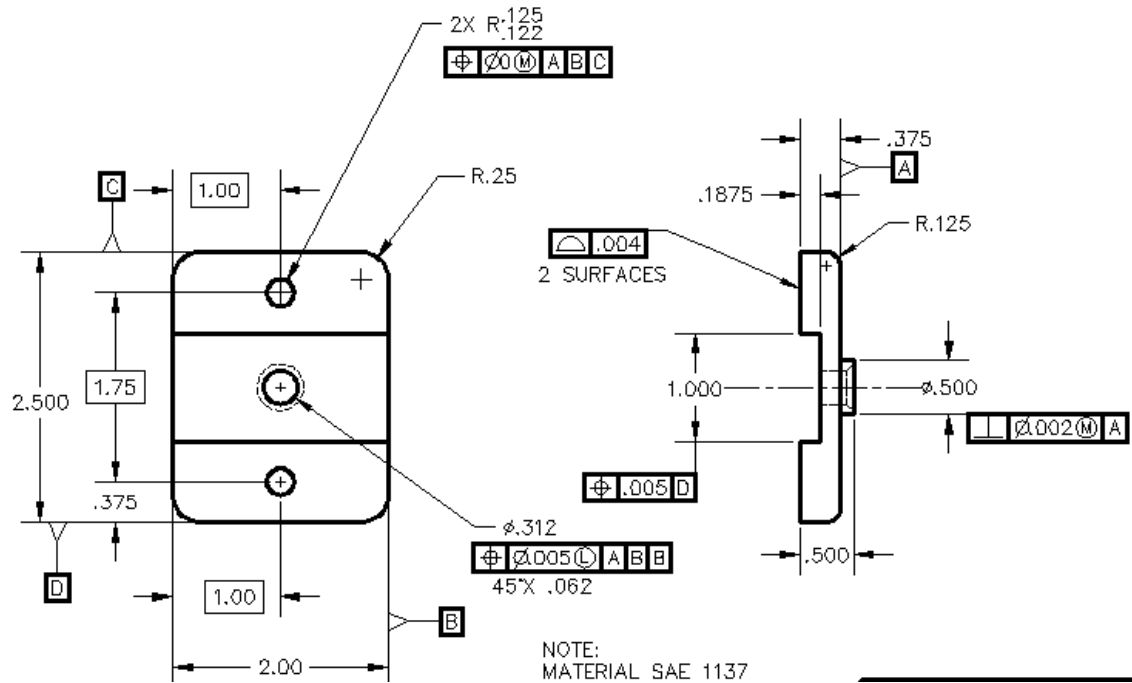 2X R.125
.122
⌖ Ø0Ⓜ A B C
R.25
C
1.00
.375
A
.1875
R.125
⌓ .004
2 SURFACES
1.75
2.500
1.000
Ø.500
⊥ Ø.002Ⓜ A
.375
⌖ .005 D
Ø.312
⌖ Ø.005Ⓛ A B B
45°X .062
.500
D
1.00
B
2.00
NOTE:
MATERIAL SAE 1137